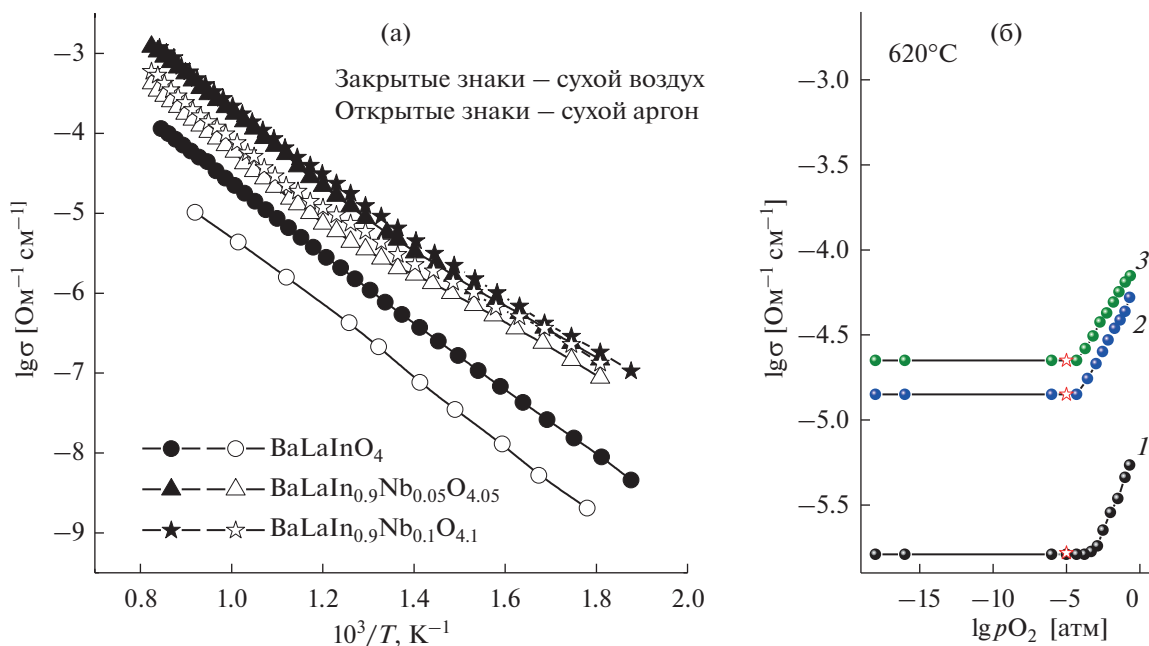 (а)
Закрытые знаки – сухой воздух
Открытые знаки – сухой аргон
lgσ [Ом⁻¹ см⁻¹]
−3
−4
−5
−6
−7
−8
−9
BaLaInO₄
BaLaIn₀.₉Nb₀.₀₅O₄.₀₅
BaLaIn₀.₉Nb₀.₁O₄.₁
0.8 1.0 1.2 1.4 1.6 1.8 2.0
10³/T, K⁻¹
(б)
620°C
lgσ [Ом⁻¹ см⁻¹]
−3.0
−3.5
−4.0
−4.5
−5.0
−5.5
3
2
1
−15 −10 −5 0
lg pO₂ [атм]